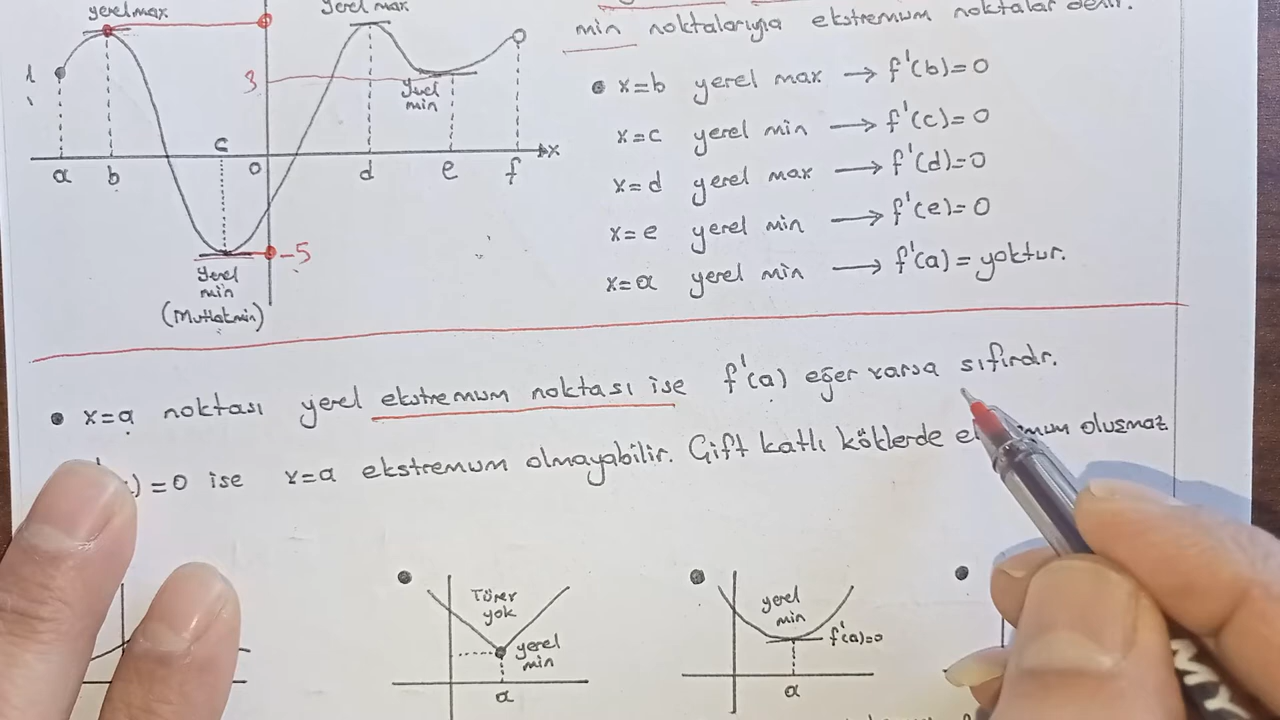 yerel max
yerel max
3
yerel
min
c
a b 0 d e f x
-5
yerel
min
(Mutlak min)
min noktalarıyla ekstremum noktalar denir.
• x=b yerel max → f'(b)=0
x=c yerel min → f'(c)=0
x=d yerel max → f'(d)=0
x=e yerel min → f'(e)=0
x=a yerel min → f'(a)= yoktur.
• x=a noktası yerel ekstremum noktası ise f'(a) eğer varsa sıfırdır.
)=0 ise x=a ekstremum olmayabilir. Çift katlı köklerde oluşmaz
Türev
yok
yerel
min
a
yerel
min
f'(a)=0
a